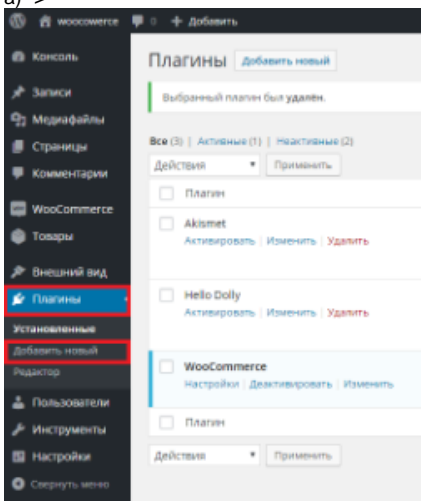 a) ->
woocowerce 0 + Добавить
Консоль
Записи
Медиафайлы
Страницы
Комментарии
WooCommerce
Товары
Внешний вид
Плагины
Установленные
Добавить новый
Редактор
Пользователи
Инструменты
Настройки
Свернуть меню
Плагины Добавить новый
Выбранный плагин был удалён.
Все (3) | Активные (1) | Неактивные (2)
Действия Применить
Плагин
Akismet
Активировать | Изменить | Удалить
Hello Dolly
Активировать | Изменить | Удалить
WooCommerce
Настройки | Деактивировать | Изменить
Плагин
Действия Применить